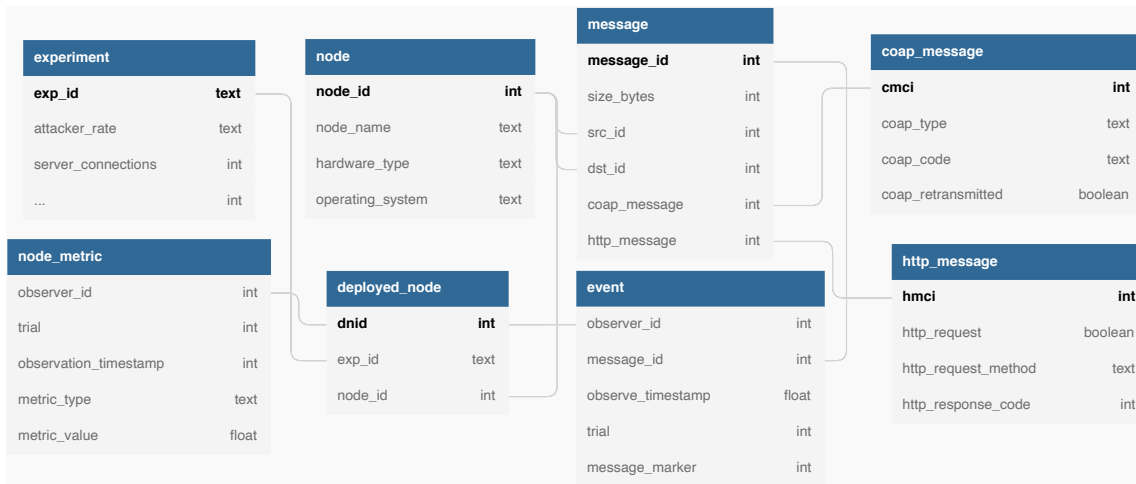 experiment
exp_id text
attacker_rate text
server_connections int
... int
node
node_id int
node_name text
hardware_type text
operating_system text
message
message_id int
size_bytes int
src_id int
dst_id int
coap_message int
http_message int
coap_message
cmci int
coap_type text
coap_code text
coap_retransmitted boolean
node_metric
observer_id int
trial int
observation_timestamp int
metric_type text
metric_value float
deployed_node
dnid int
exp_id text
node_id int
event
observer_id int
message_id int
observe_timestamp float
trial int
message_marker int
http_message
hmci int
http_request boolean
http_request_method text
http_response_code int